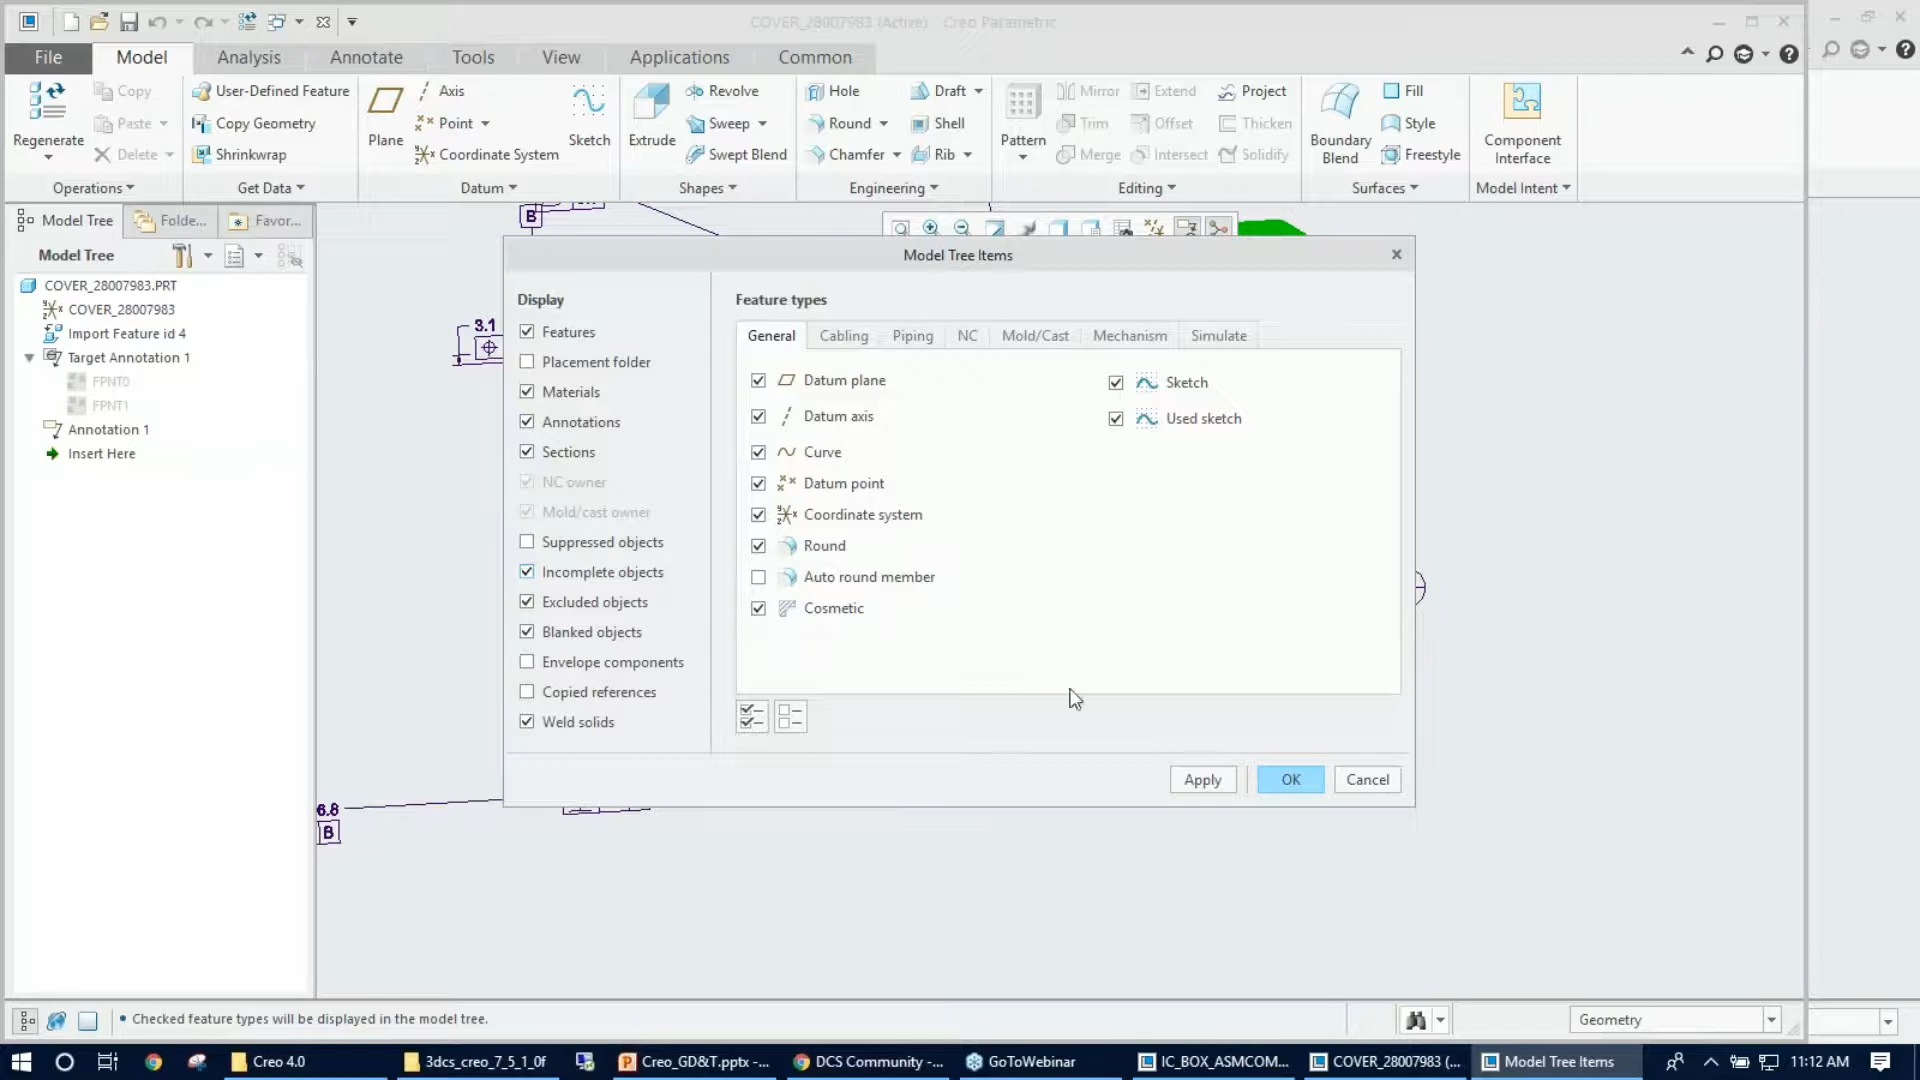 COVER_28007983 (Active) - Creo Parametric
File Model Analysis Annotate Tools View Applications Common
Regenerate
Copy
Paste
Delete
Operations
User-Defined Feature
Copy Geometry
Shrinkwrap
Get Data
Plane
Axis
Point
Coordinate System
Sketch
Datum
Extrude
Revolve
Sweep
Swept Blend
Shapes
Hole
Round
Chamfer
Draft
Shell
Rib
Engineering
Pattern
Mirror
Trim
Merge
Extend
Offset
Intersect
Project
Thicken
Solidify
Editing
Boundary
Blend
Fill
Style
Freestyle
Surfaces
Component
Interface
Model Intent
Model Tree Folde... Favor...
Model Tree
COVER_28007983.PRT
COVER_28007983
Import Feature id 4
Target Annotation 1
FPNT0
FPNT1
Annotation 1
Insert Here
B
3.1
6.8
B
Model Tree Items
Display
Features
Placement folder
Materials
Annotations
Sections
NC owner
Mold/cast owner
Suppressed objects
Incomplete objects
Excluded objects
Blanked objects
Envelope components
Copied references
Weld solids
Feature types
General Cabling Piping NC Mold/Cast Mechanism Simulate
Datum plane
Datum axis
Curve
Datum point
Coordinate system
Round
Auto round member
Cosmetic
Sketch
Used sketch
Apply OK Cancel
• Checked feature types will be displayed in the model tree.
Geometry
Creo 4.0
3dcs_creo_7_5_1_0f
Creo_GD&T.pptx -...
DCS Community -...
GoToWebinar
IC_BOX_ASMCOM...
COVER_28007983 (...
Model Tree Items
11:12 AM